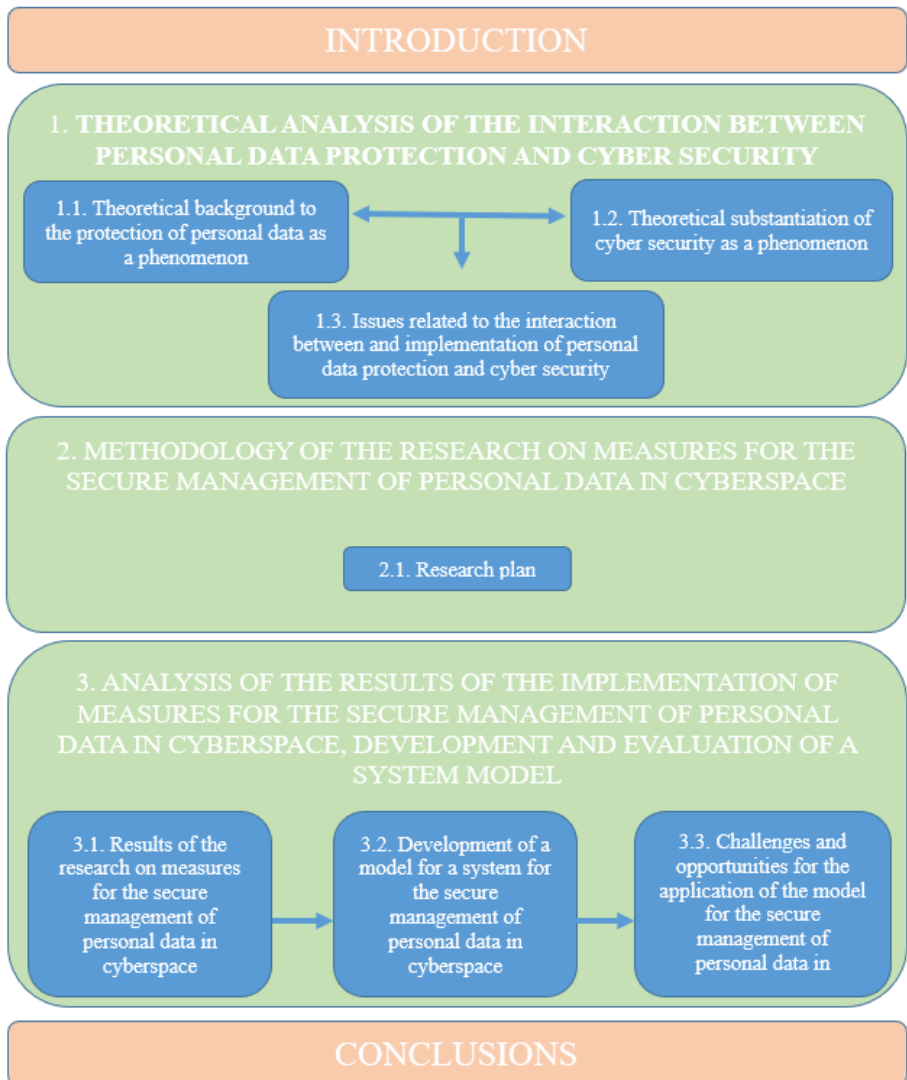 INTRODUCTION
1. THEORETICAL ANALYSIS OF THE INTERACTION BETWEEN
PERSONAL DATA PROTECTION AND CYBER SECURITY
1.1. Theoretical background to
the protection of personal data as
a phenomenon
1.2. Theoretical substantiation of
cyber security as a phenomenon
1.3. Issues related to the interaction
between and implementation of personal
data protection and cyber security
2. METHODOLOGY OF THE RESEARCH ON MEASURES FOR THE
SECURE MANAGEMENT OF PERSONAL DATA IN CYBERSPACE
2.1. Research plan
3. ANALYSIS OF THE RESULTS OF THE IMPLEMENTATION OF
MEASURES FOR THE SECURE MANAGEMENT OF PERSONAL
DATA IN CYBERSPACE, DEVELOPMENT AND EVALUATION OF A
SYSTEM MODEL
3.1. Results of the
research on measures
for the secure
management of
personal data in
cyberspace
3.2. Development of a
model for a system for
the secure
management of
personal data in
cyberspace
3.3. Challenges and
opportunities for the
application of the model
for the secure
management of
personal data in
CONCLUSIONS